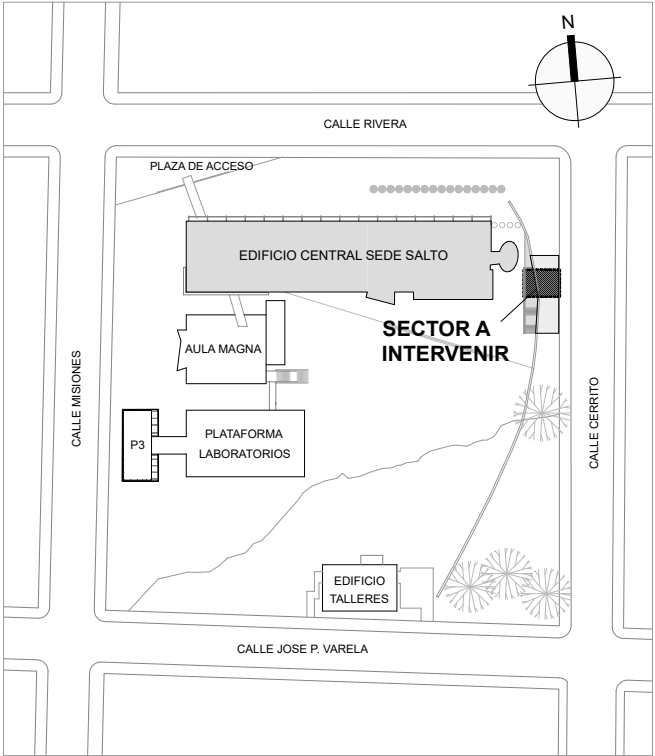 N
CALLE RIVERA
PLAZA DE ACCESO
EDIFICIO CENTRAL SEDE SALTO
SECTOR A
INTERVENIR
AULA MAGNA
CALLE MISIONES
CALLE CERRITO
P3
PLATAFORMA
LABORATORIOS
EDIFICIO
TALLERES
CALLE JOSE P. VARELA